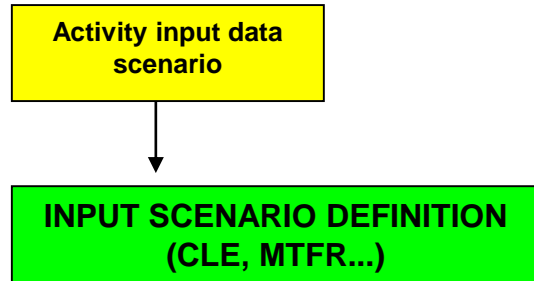 Activity input data
scenario
INPUT SCENARIO DEFINITION
(CLE, MTFR...)